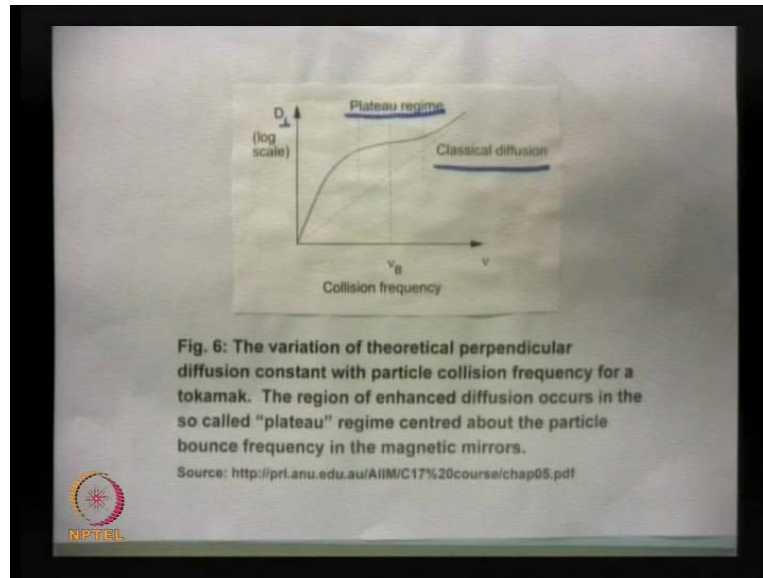 D⊥
(log
scale)
Plateau regime
Classical diffusion
νB
ν
Collision frequency
Fig. 6: The variation of theoretical perpendicular
diffusion constant with particle collision frequency for a
tokamak. The region of enhanced diffusion occurs in the
so called "plateau" regime centred about the particle
bounce frequency in the magnetic mirrors.
Source: http://prl.anu.edu.au/AIIM/C17%20course/chap05.pdf
NPTEL